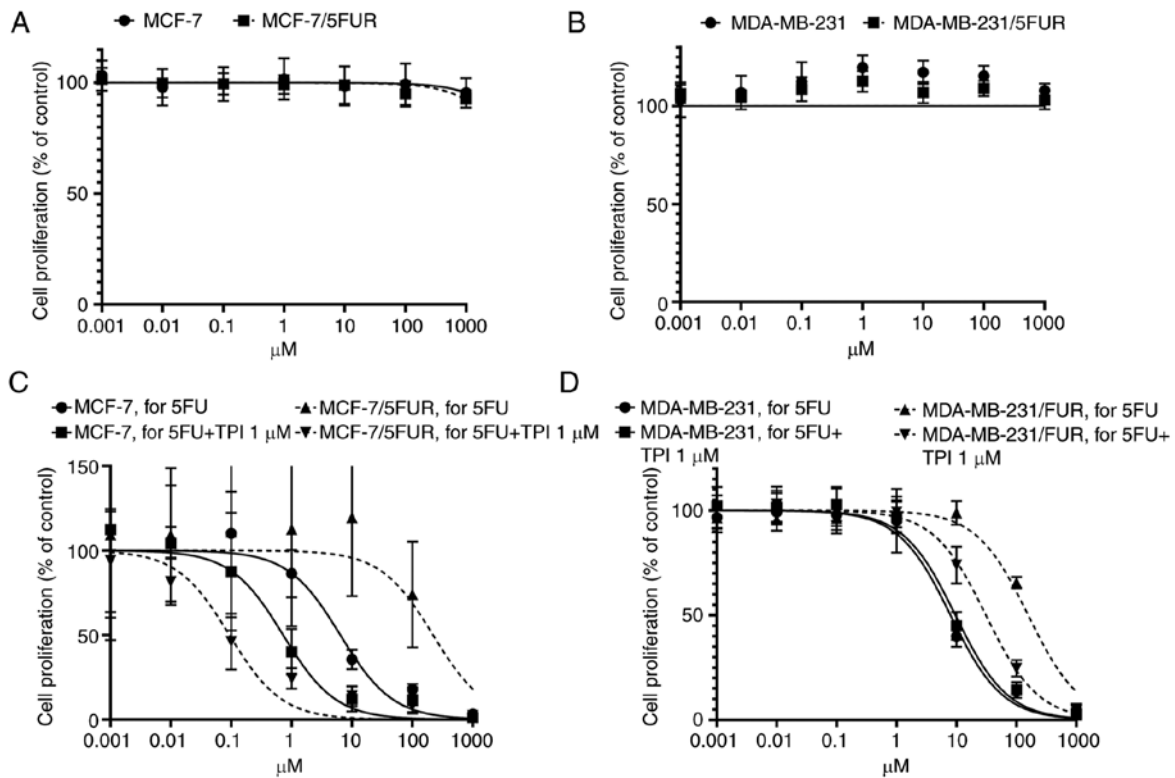 A
MCF-7 MCF-7/5FUR
Cell proliferation (% of control)
100
50
0
0.001 0.01 0.1 1 10 100 1000
μM
B
MDA-MB-231 MDA-MB-231/5FUR
Cell proliferation (% of control)
100
50
0
0.001 0.01 0.1 1 10 100 1000
μM
C
MCF-7, for 5FU MCF-7/5FUR, for 5FU
MCF-7, for 5FU+TPI 1 μM MCF-7/5FUR, for 5FU+TPI 1 μM
Cell proliferation (% of control)
150
100
50
0
0.001 0.01 0.1 1 10 100 1000
μM
D
MDA-MB-231, for 5FU MDA-MB-231/FUR, for 5FU
MDA-MB-231, for 5FU+ MDA-MB-231/FUR, for 5FU+
TPI 1 μM TPI 1 μM
Cell proliferation (% of control)
100
50
0
0.001 0.01 0.1 1 10 100 1000
μM